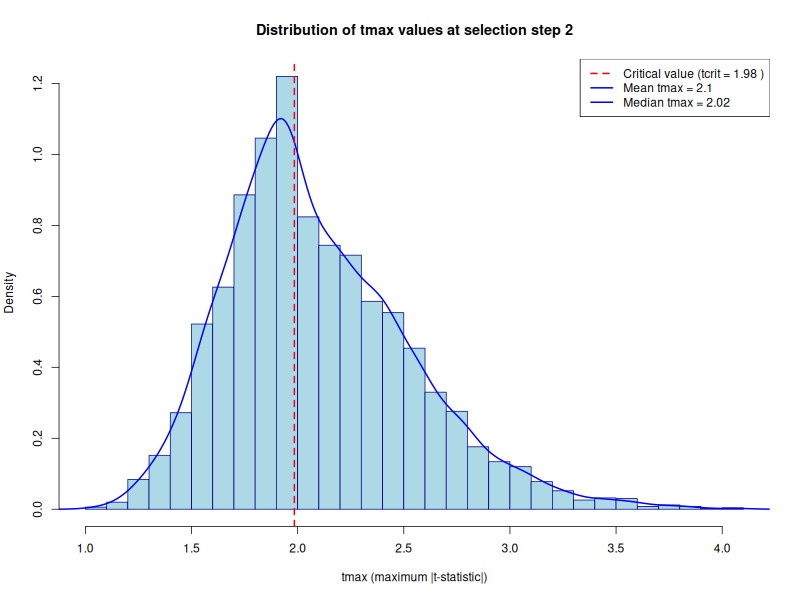 Distribution of tmax values at selection step 2
Critical value (tcrit = 1.98 )
Mean tmax = 2.1
Median tmax = 2.02
Density
1.2
1.0
0.8
0.6
0.4
0.2
0.0
1.0 1.5 2.0 2.5 3.0 3.5 4.0
tmax (maximum |t-statistic|)